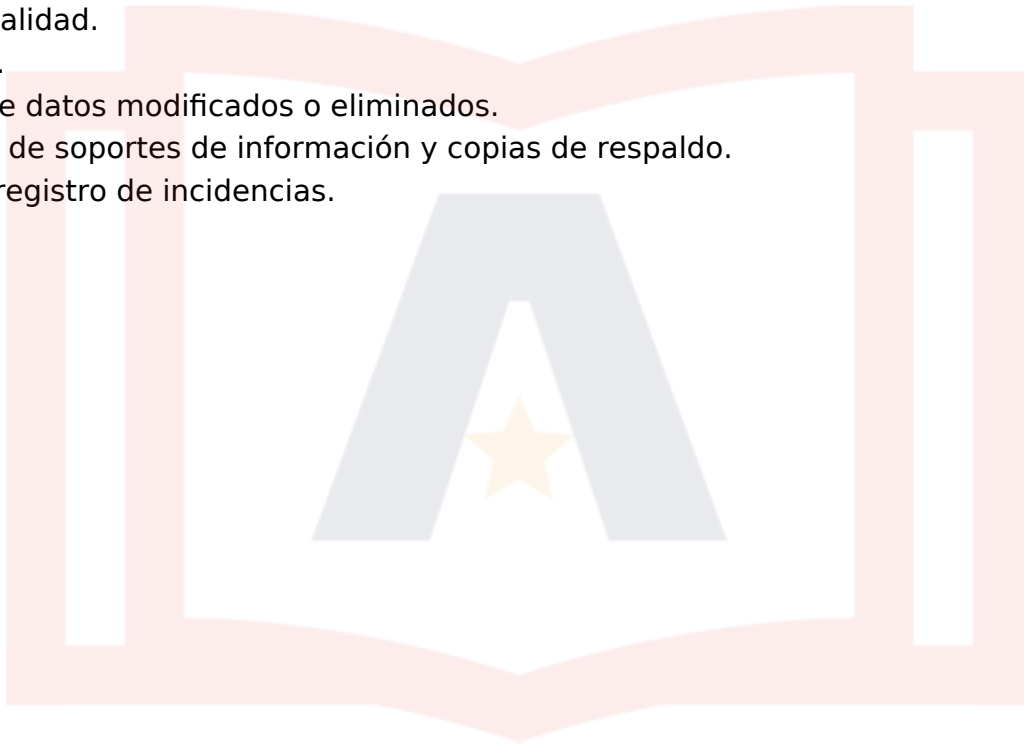 alidad.
.
e datos modificados o eliminados.
de soportes de información y copias de respaldo.
registro de incidencias.